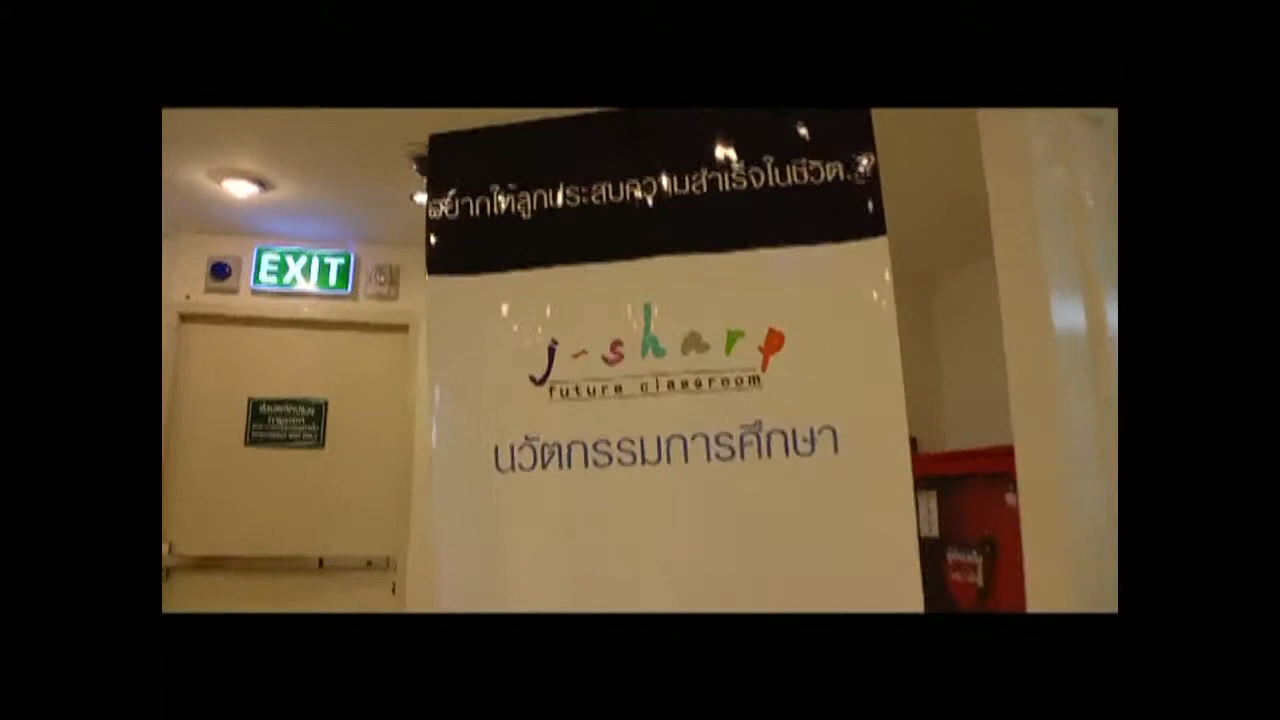 อยากให้ลูกประสบความสำเร็จในชีวิต..?
EXIT
j-sharp
future classroom
นวัตกรรมการศึกษา